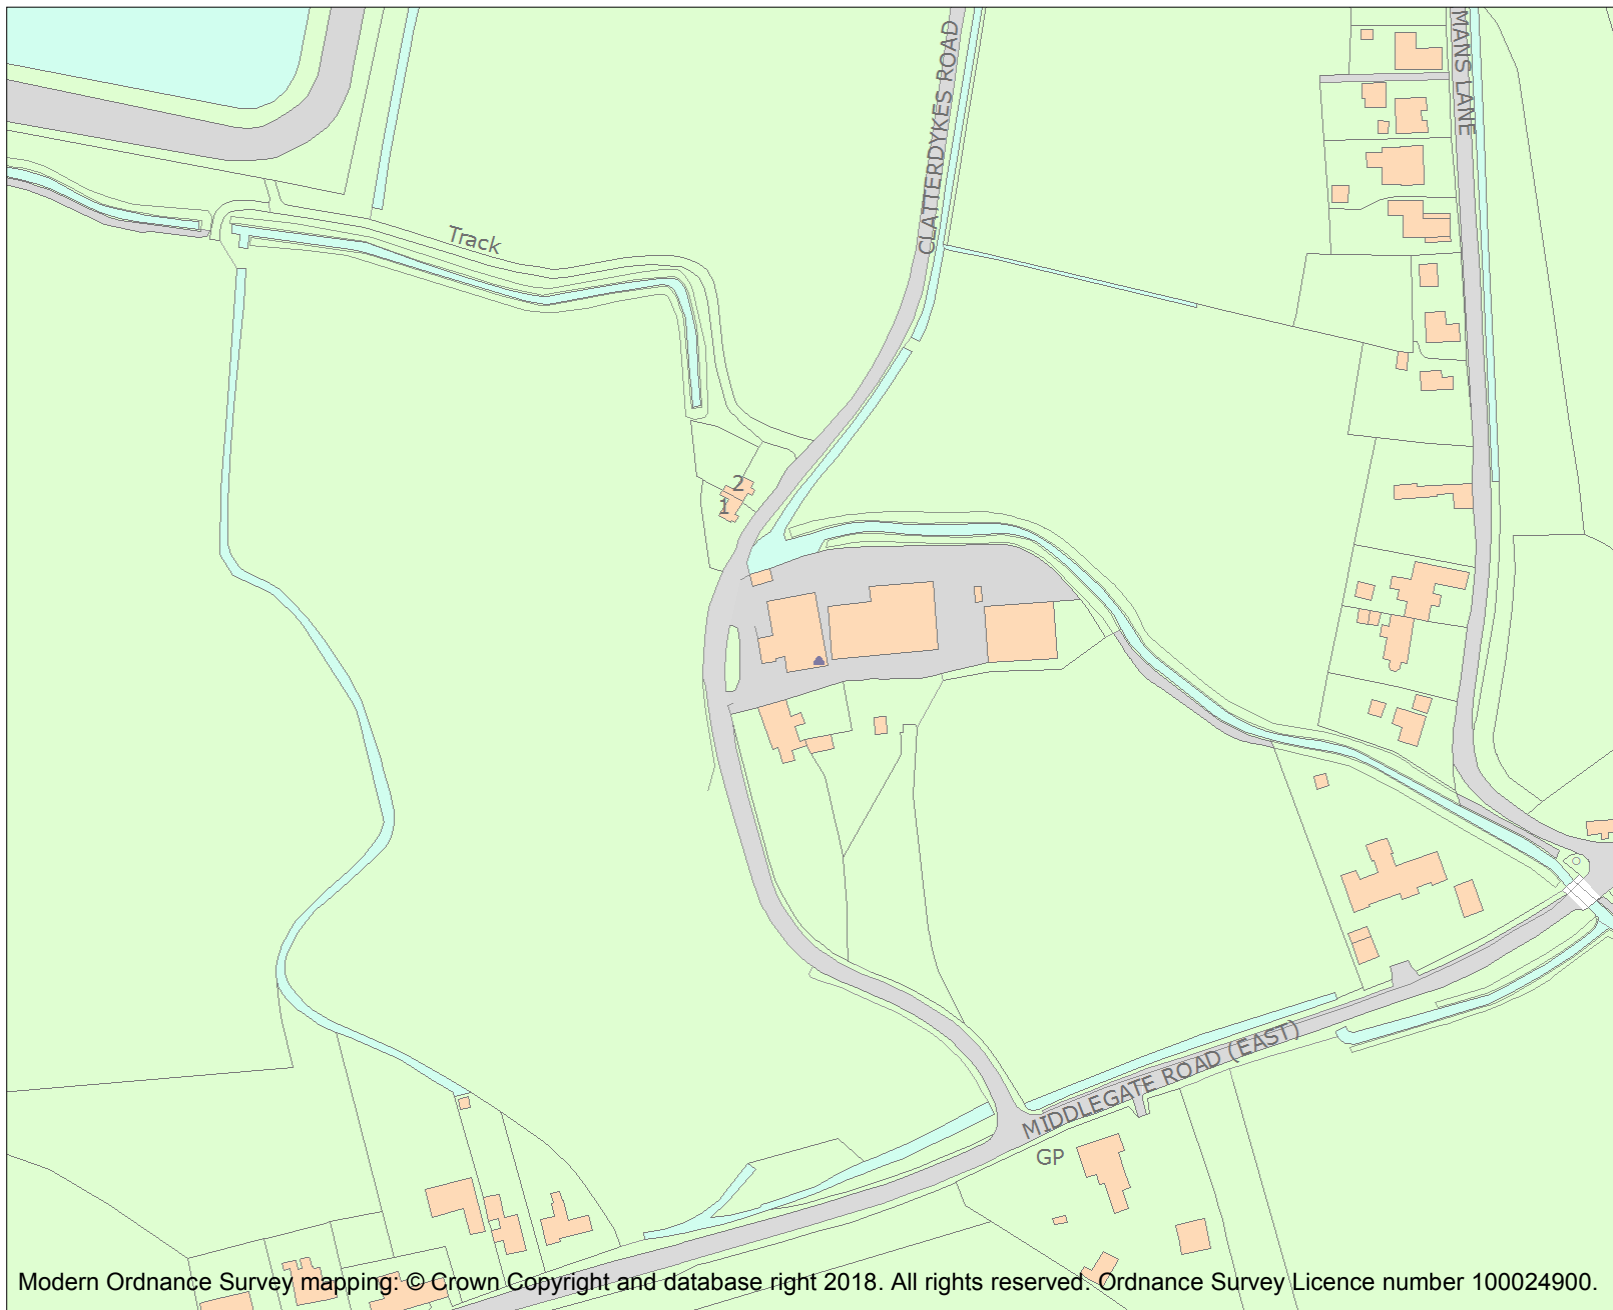 MANS LANE
CLATTERDYKES ROAD
Track
2
1
MIDDLEGATE ROAD (EAST)
GP
Modern Ordnance Survey mapping: © Crown Copyright and database right 2018. All rights reserved. Ordnance Survey Licence number 100024900.